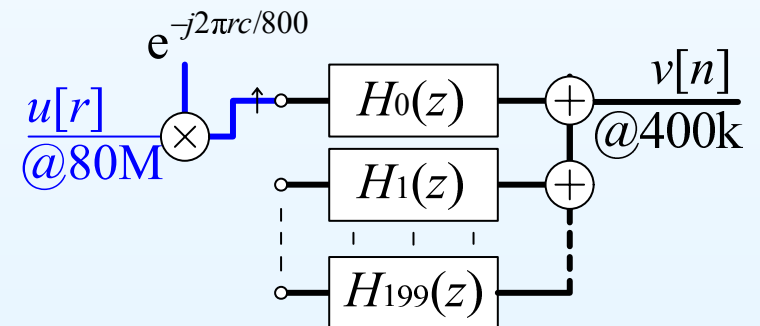 e^{-j2πrc/800}
u[r]
@80M
H₀(z)
v[n]
@400k
H₁(z)
H₁₉₉(z)